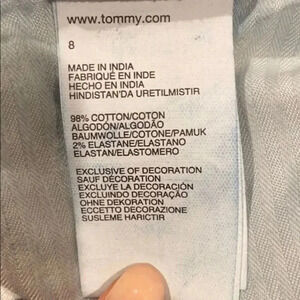 www.tommy.com
8
MADE IN INDIA
FABRIQUÉ EN INDE
HECHO EN INDIA
HINDISTAN'DA URETILMISTIR
98% COTTON/COTON
ALGODÓN/ALGODÃO
BAUMWOLLE/COTONE/PAMUK
2% ELASTANE/ELASTANO
ELASTAN/ELASTOMERO
EXCLUSIVE OF DECORATION
SAUF DÉCORATION
EXCLUYE LA DECORACIÓN
EXCLUINDO DECORAÇÃO
OHNE DEKORATION
ECCETTO DECORAZIONE
SUSLEME HARICTIR